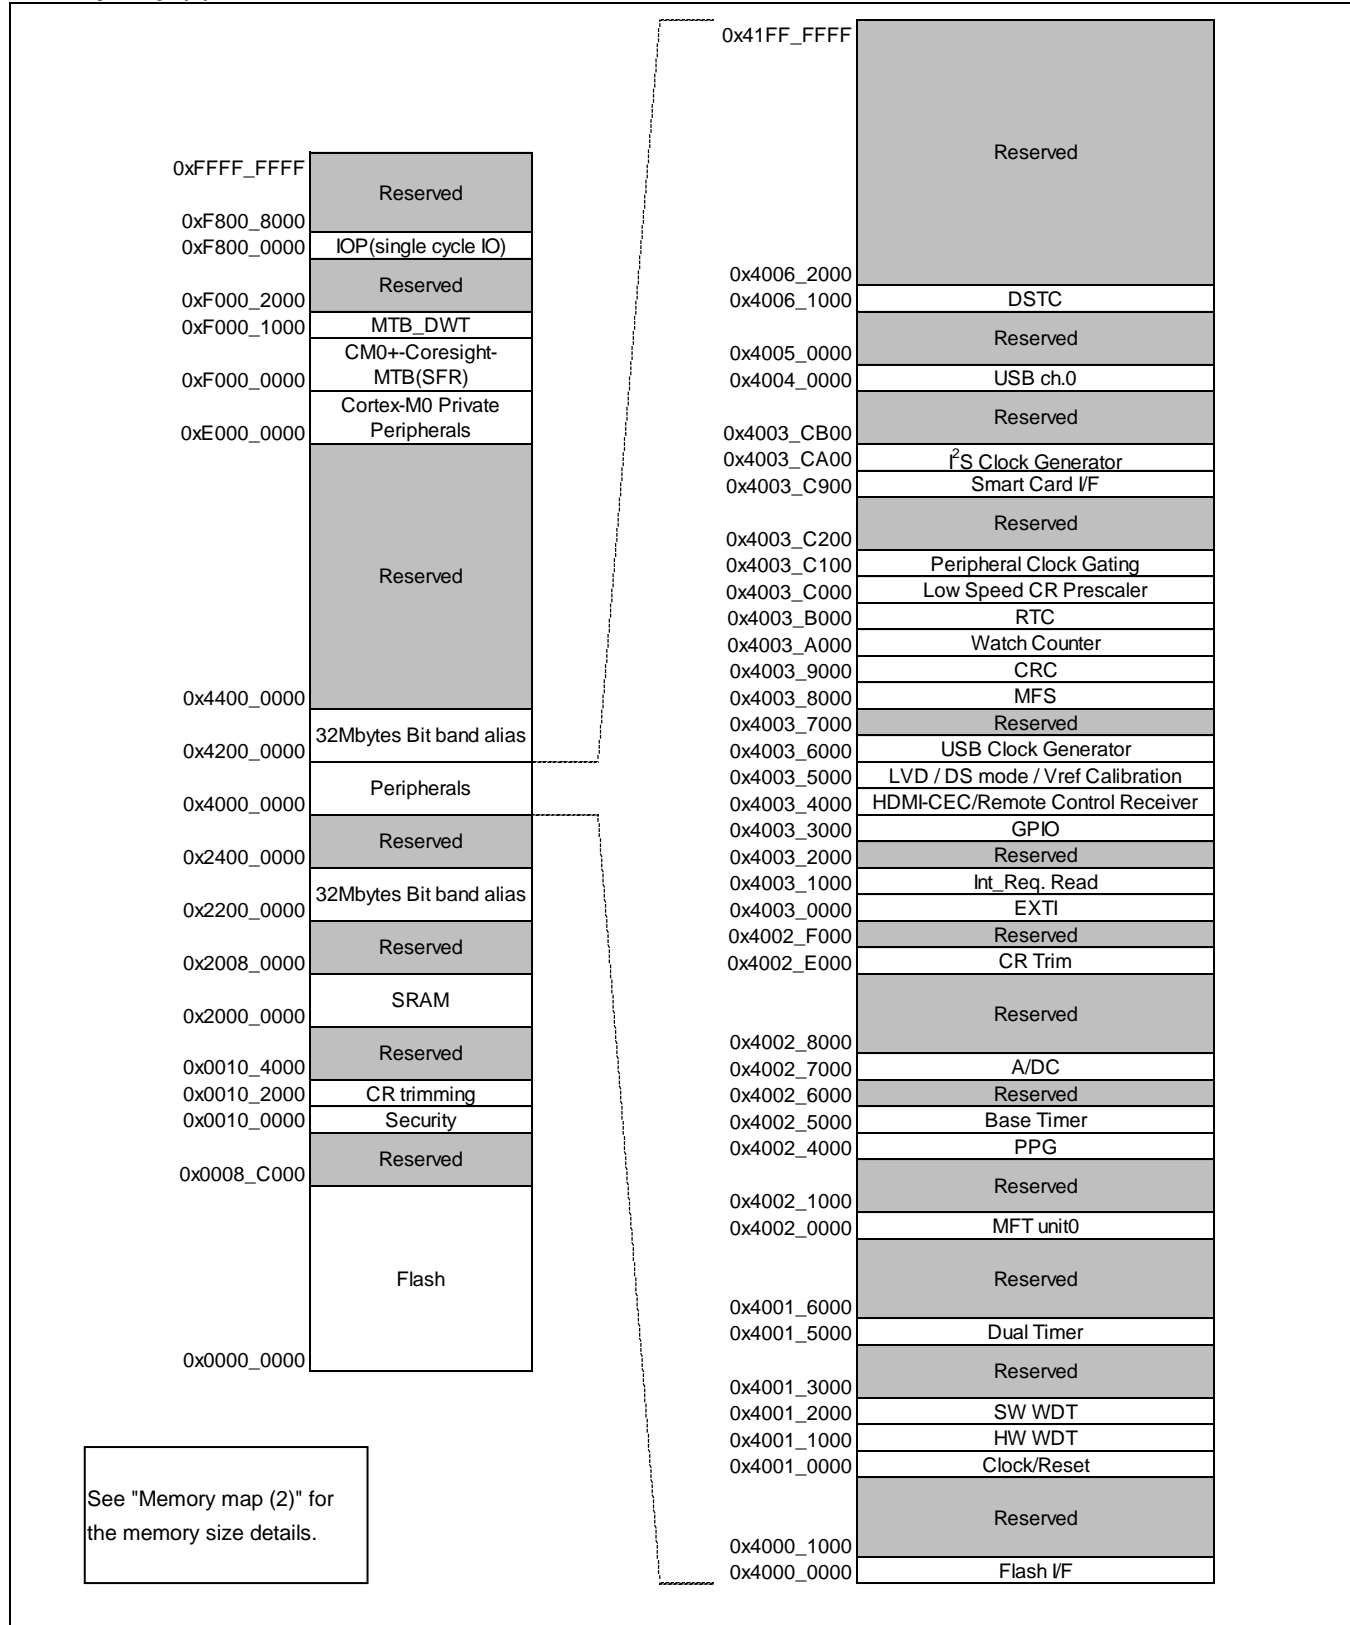 0xFFFF_FFFF
Reserved
0xF800_8000
0xF800_0000 IOP(single cycle IO)
Reserved
0xF000_2000
0xF000_1000 MTB_DWT
CM0+-Coresight-
0xF000_0000 MTB(SFR)
Cortex-M0 Private
0xE000_0000 Peripherals
Reserved
0x4400_0000
32Mbytes Bit band alias
0x4200_0000
Peripherals
0x4000_0000
Reserved
0x2400_0000
32Mbytes Bit band alias
0x2200_0000
Reserved
0x2008_0000
SRAM
0x2000_0000
Reserved
0x0010_4000
0x0010_2000 CR trimming
0x0010_0000 Security
Reserved
0x0008_C000
Flash
0x0000_0000
See "Memory map (2)" for
the memory size details.
0x41FF_FFFF
Reserved
0x4006_2000
0x4006_1000 DSTC
Reserved
0x4005_0000
0x4004_0000 USB ch.0
Reserved
0x4003_CB00
0x4003_CA00 I²S Clock Generator
0x4003_C900 Smart Card I/F
Reserved
0x4003_C200
0x4003_C100 Peripheral Clock Gating
0x4003_C000 Low Speed CR Prescaler
0x4003_B000 RTC
0x4003_A000 Watch Counter
0x4003_9000 CRC
0x4003_8000 MFS
0x4003_7000 Reserved
0x4003_6000 USB Clock Generator
0x4003_5000 LVD / DS mode / Vref Calibration
0x4003_4000 HDMI-CEC/Remote Control Receiver
0x4003_3000 GPIO
0x4003_2000 Reserved
0x4003_1000 Int_Req. Read
0x4003_0000 EXTI
0x4002_F000 Reserved
0x4002_E000 CR Trim
Reserved
0x4002_8000
0x4002_7000 A/DC
0x4002_6000 Reserved
0x4002_5000 Base Timer
0x4002_4000 PPG
Reserved
0x4002_1000
0x4002_0000 MFT unit0
Reserved
0x4001_6000
0x4001_5000 Dual Timer
Reserved
0x4001_3000
0x4001_2000 SW WDT
0x4001_1000 HW WDT
0x4001_0000 Clock/Reset
Reserved
0x4000_1000
0x4000_0000 Flash I/F